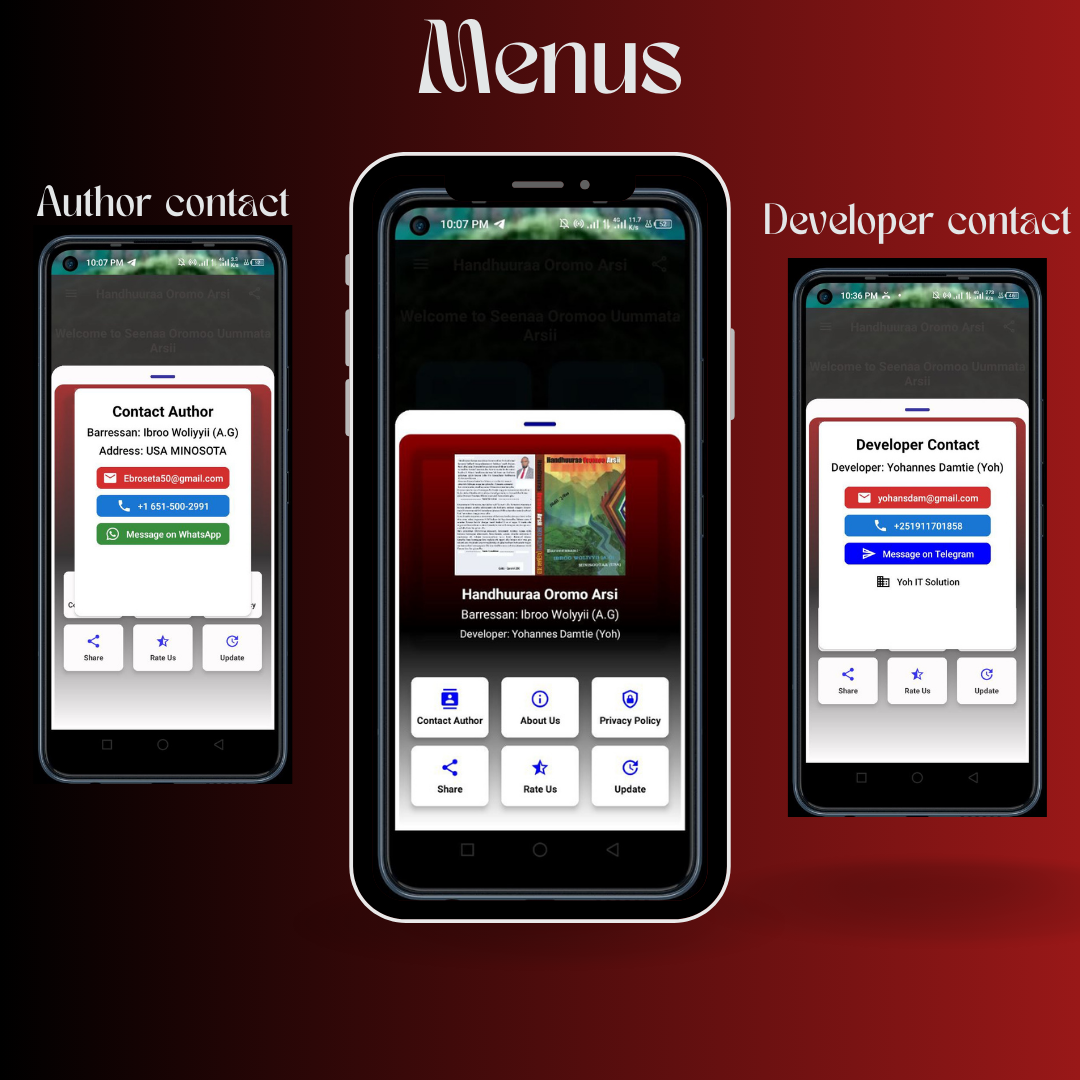 Menus
Author contact
10:07 PM
Handhuuraa Oromo Arsi
Welcome to Seenaa Oromoo Uummata
Arsii
Contact Author
Barressan: Ibroo Woliyyii (A.G)
Address: USA MINOSOTA
Ebroseta50@gmail.com
+1 651-500-2991
Message on WhatsApp
Share
Rate Us
Update
10:07 PM
4G
11.7
K/s
Handhuuraa Oromo Arsi
Welcome to Seenaa Oromoo Uummata
Arsii
Handhuuraa Oromoo Arsii
Handhuuraa Oromo Arsi
Barressan: Ibroo Wolyyii (A.G)
Developer: Yohannes Damtie (Yoh)
Contact Author
About Us
Privacy Policy
Share
Rate Us
Update
Developer contact
10:36 PM
Handhuuraa Oromo Arsi
Welcome to Seenaa Oromoo Uummata
Arsii
Developer Contact
Developer: Yohannes Damtie (Yoh)
yohansdam@gmail.com
+251911701858
Message on Telegram
Yoh IT Solution
Share
Rate Us
Update